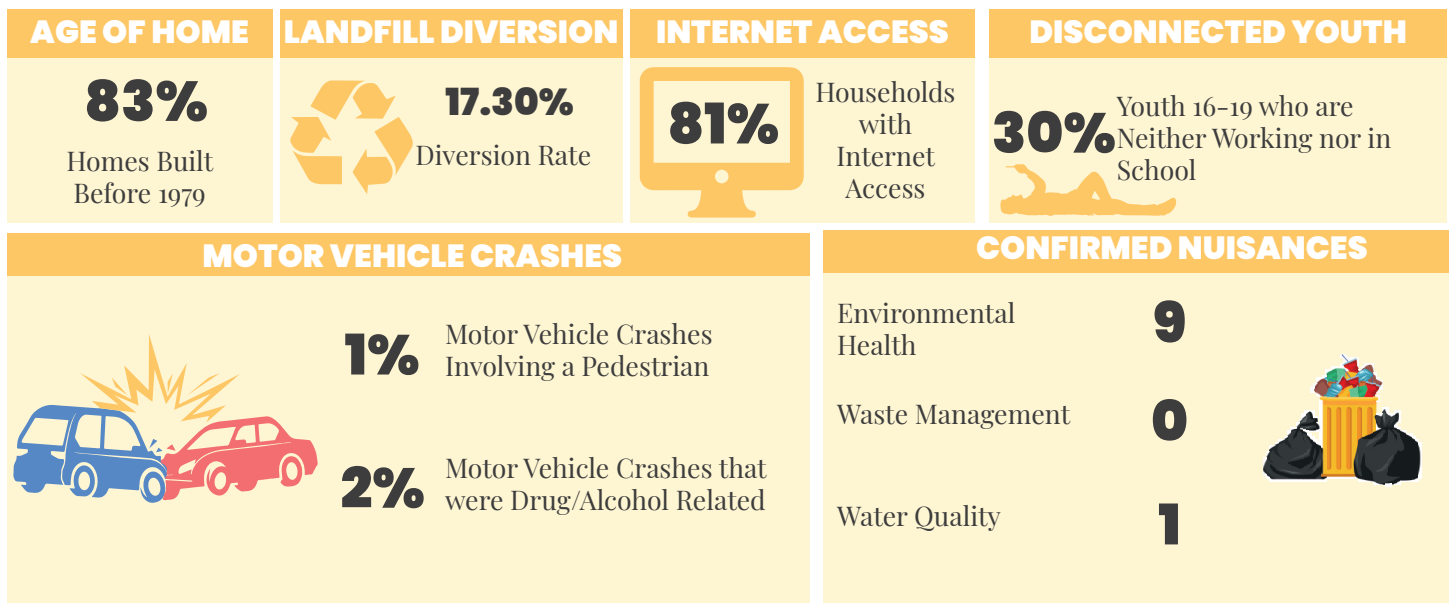 AGE OF HOME
83%
Homes Built
Before 1979
LANDFILL DIVERSION
17.30%
Diversion Rate
INTERNET ACCESS
81%
Households
with
Internet
Access
DISCONNECTED YOUTH
30%
Youth 16-19 who are
Neither Working nor in
School
MOTOR VEHICLE CRASHES
1%
Motor Vehicle Crashes
Involving a Pedestrian
2%
Motor Vehicle Crashes that
were Drug/Alcohol Related
CONFIRMED NUISANCES
Environmental
Health
9
Waste Management
0
Water Quality
1